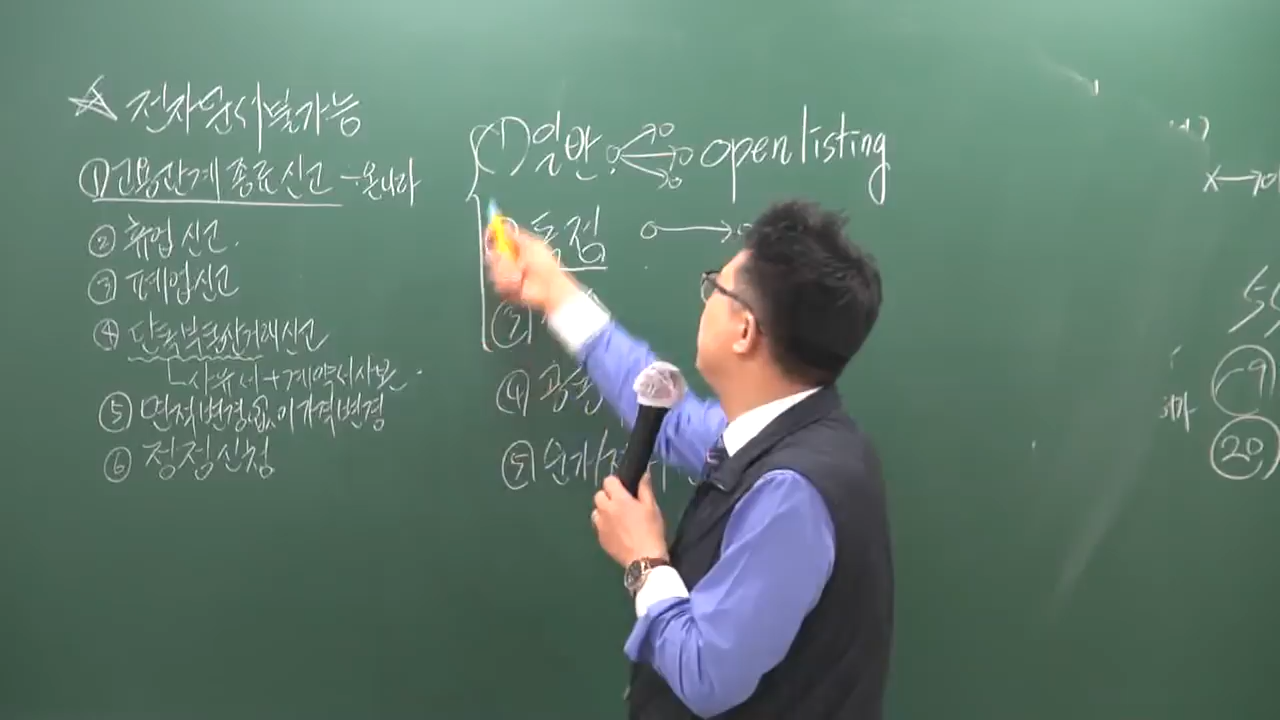 ☆ 전자문서불가능
① 고용관계 종료신고 - 온나라
② 휴업신고.
③ 폐업신고
④ 단독부동산거래신고
└사유서+계약서사본.
⑤ 면적변경없이가격변경
⑥ 정정신청
(1) 일반 open listing
독점
③
④ 공동
⑤ 순가
59
9
20